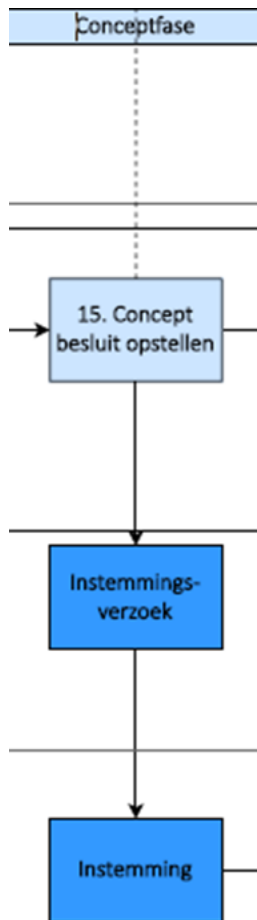 Conceptfase
15. Concept
besluit opstellen
Instemmings-
verzoek
Instemming